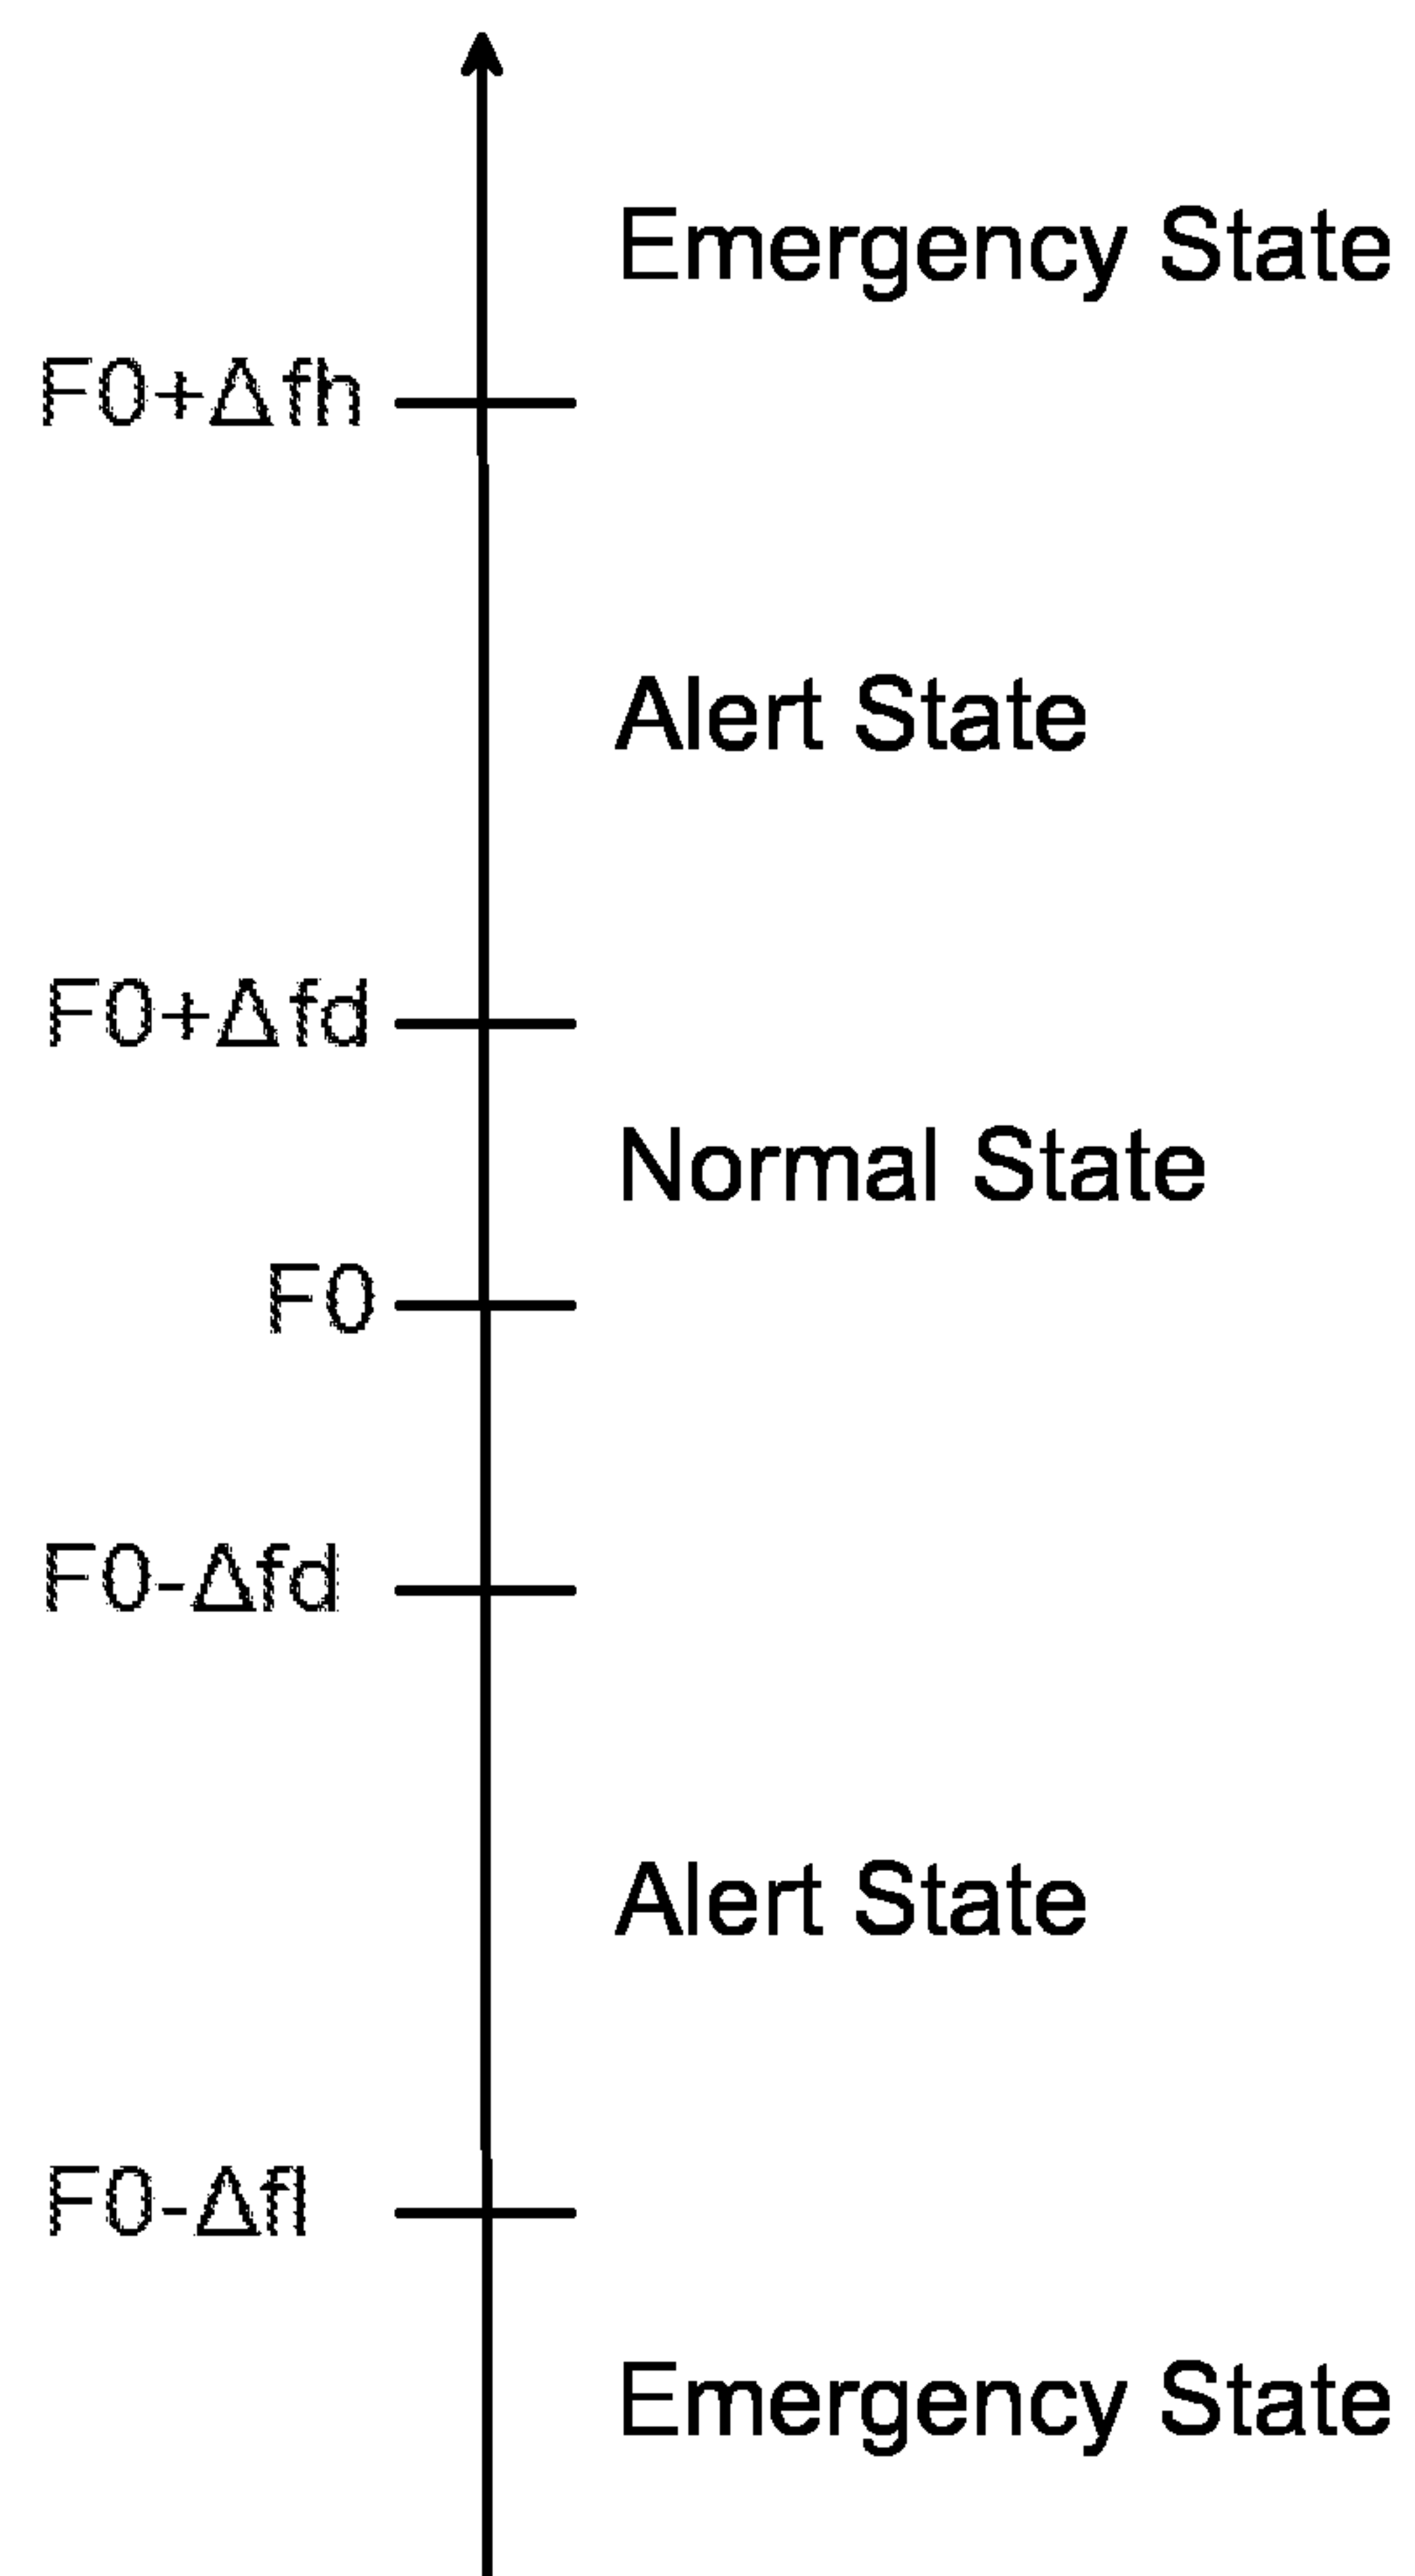 Emergency State
F0+Δfh
Alert State
F0+Δfd
Normal State
F0
F0-Δfd
Alert State
F0-Δfl
Emergency State